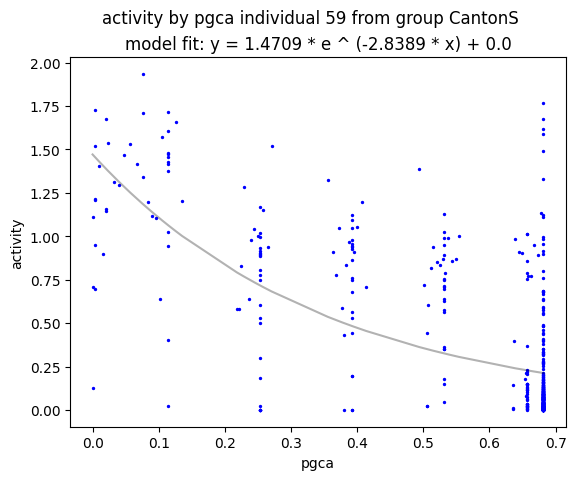 activity by pgca individual 59 from group CantonS
model fit: y = 1.4709 * e ^ (-2.8389 * x) + 0.0
2.00
1.75
1.50
1.25
1.00
0.75
0.50
0.25
0.00
activity
0.0 0.1 0.2 0.3 0.4 0.5 0.6 0.7
pgca